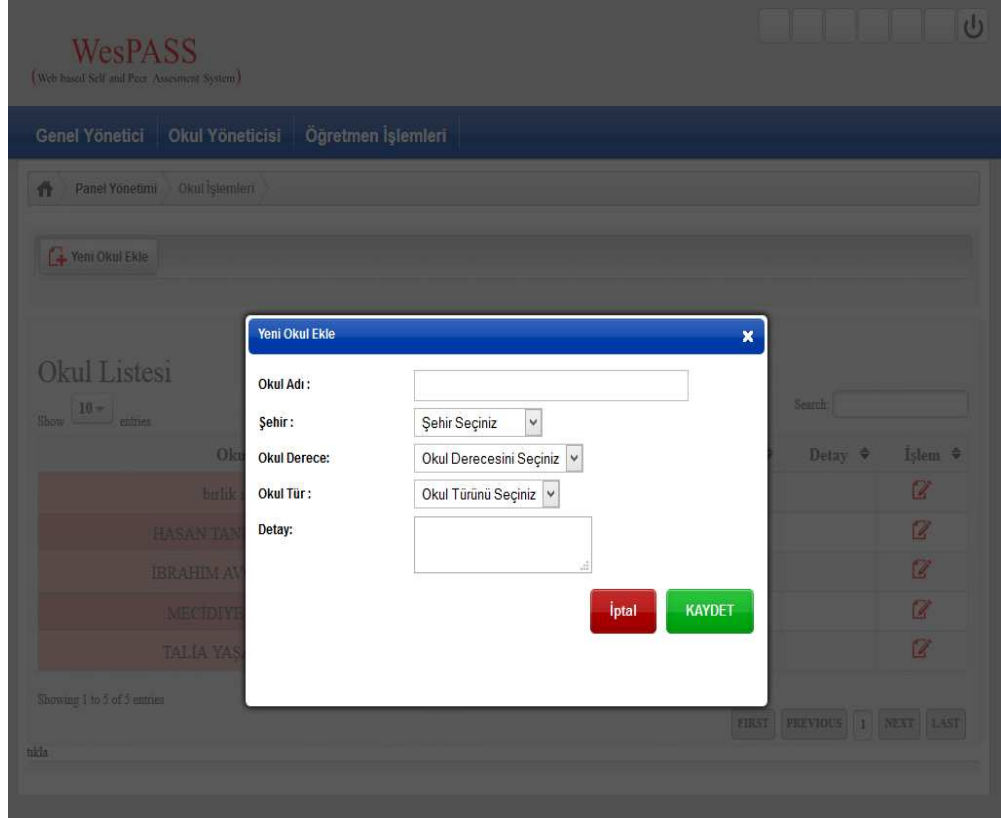 WesPASS
(Web based Self and Peer Assesment System)
Genel Yönetici Okul Yöneticisi Öğretmen İşlemleri
Panel Yönetimi Okul İşlemleri
Yeni Okul Ekle
Yeni Okul Ekle x
Okul Listesi
Okul Adı :
Show 10 entries
Search:
Şehir : Şehir Seçiniz
Okul Derece: Okul Derecesini Seçiniz
Detay İşlem
Okul Tür : Okul Türünü Seçiniz
birlik
Detay:
HASAN TAN
İBRAHİM AV
MECİDİYE
İptal KAYDET
TALİA YAŞ
Showing 1 to 5 of 5 entries
FIRST PREVIOUS 1 NEXT LAST
tıkla